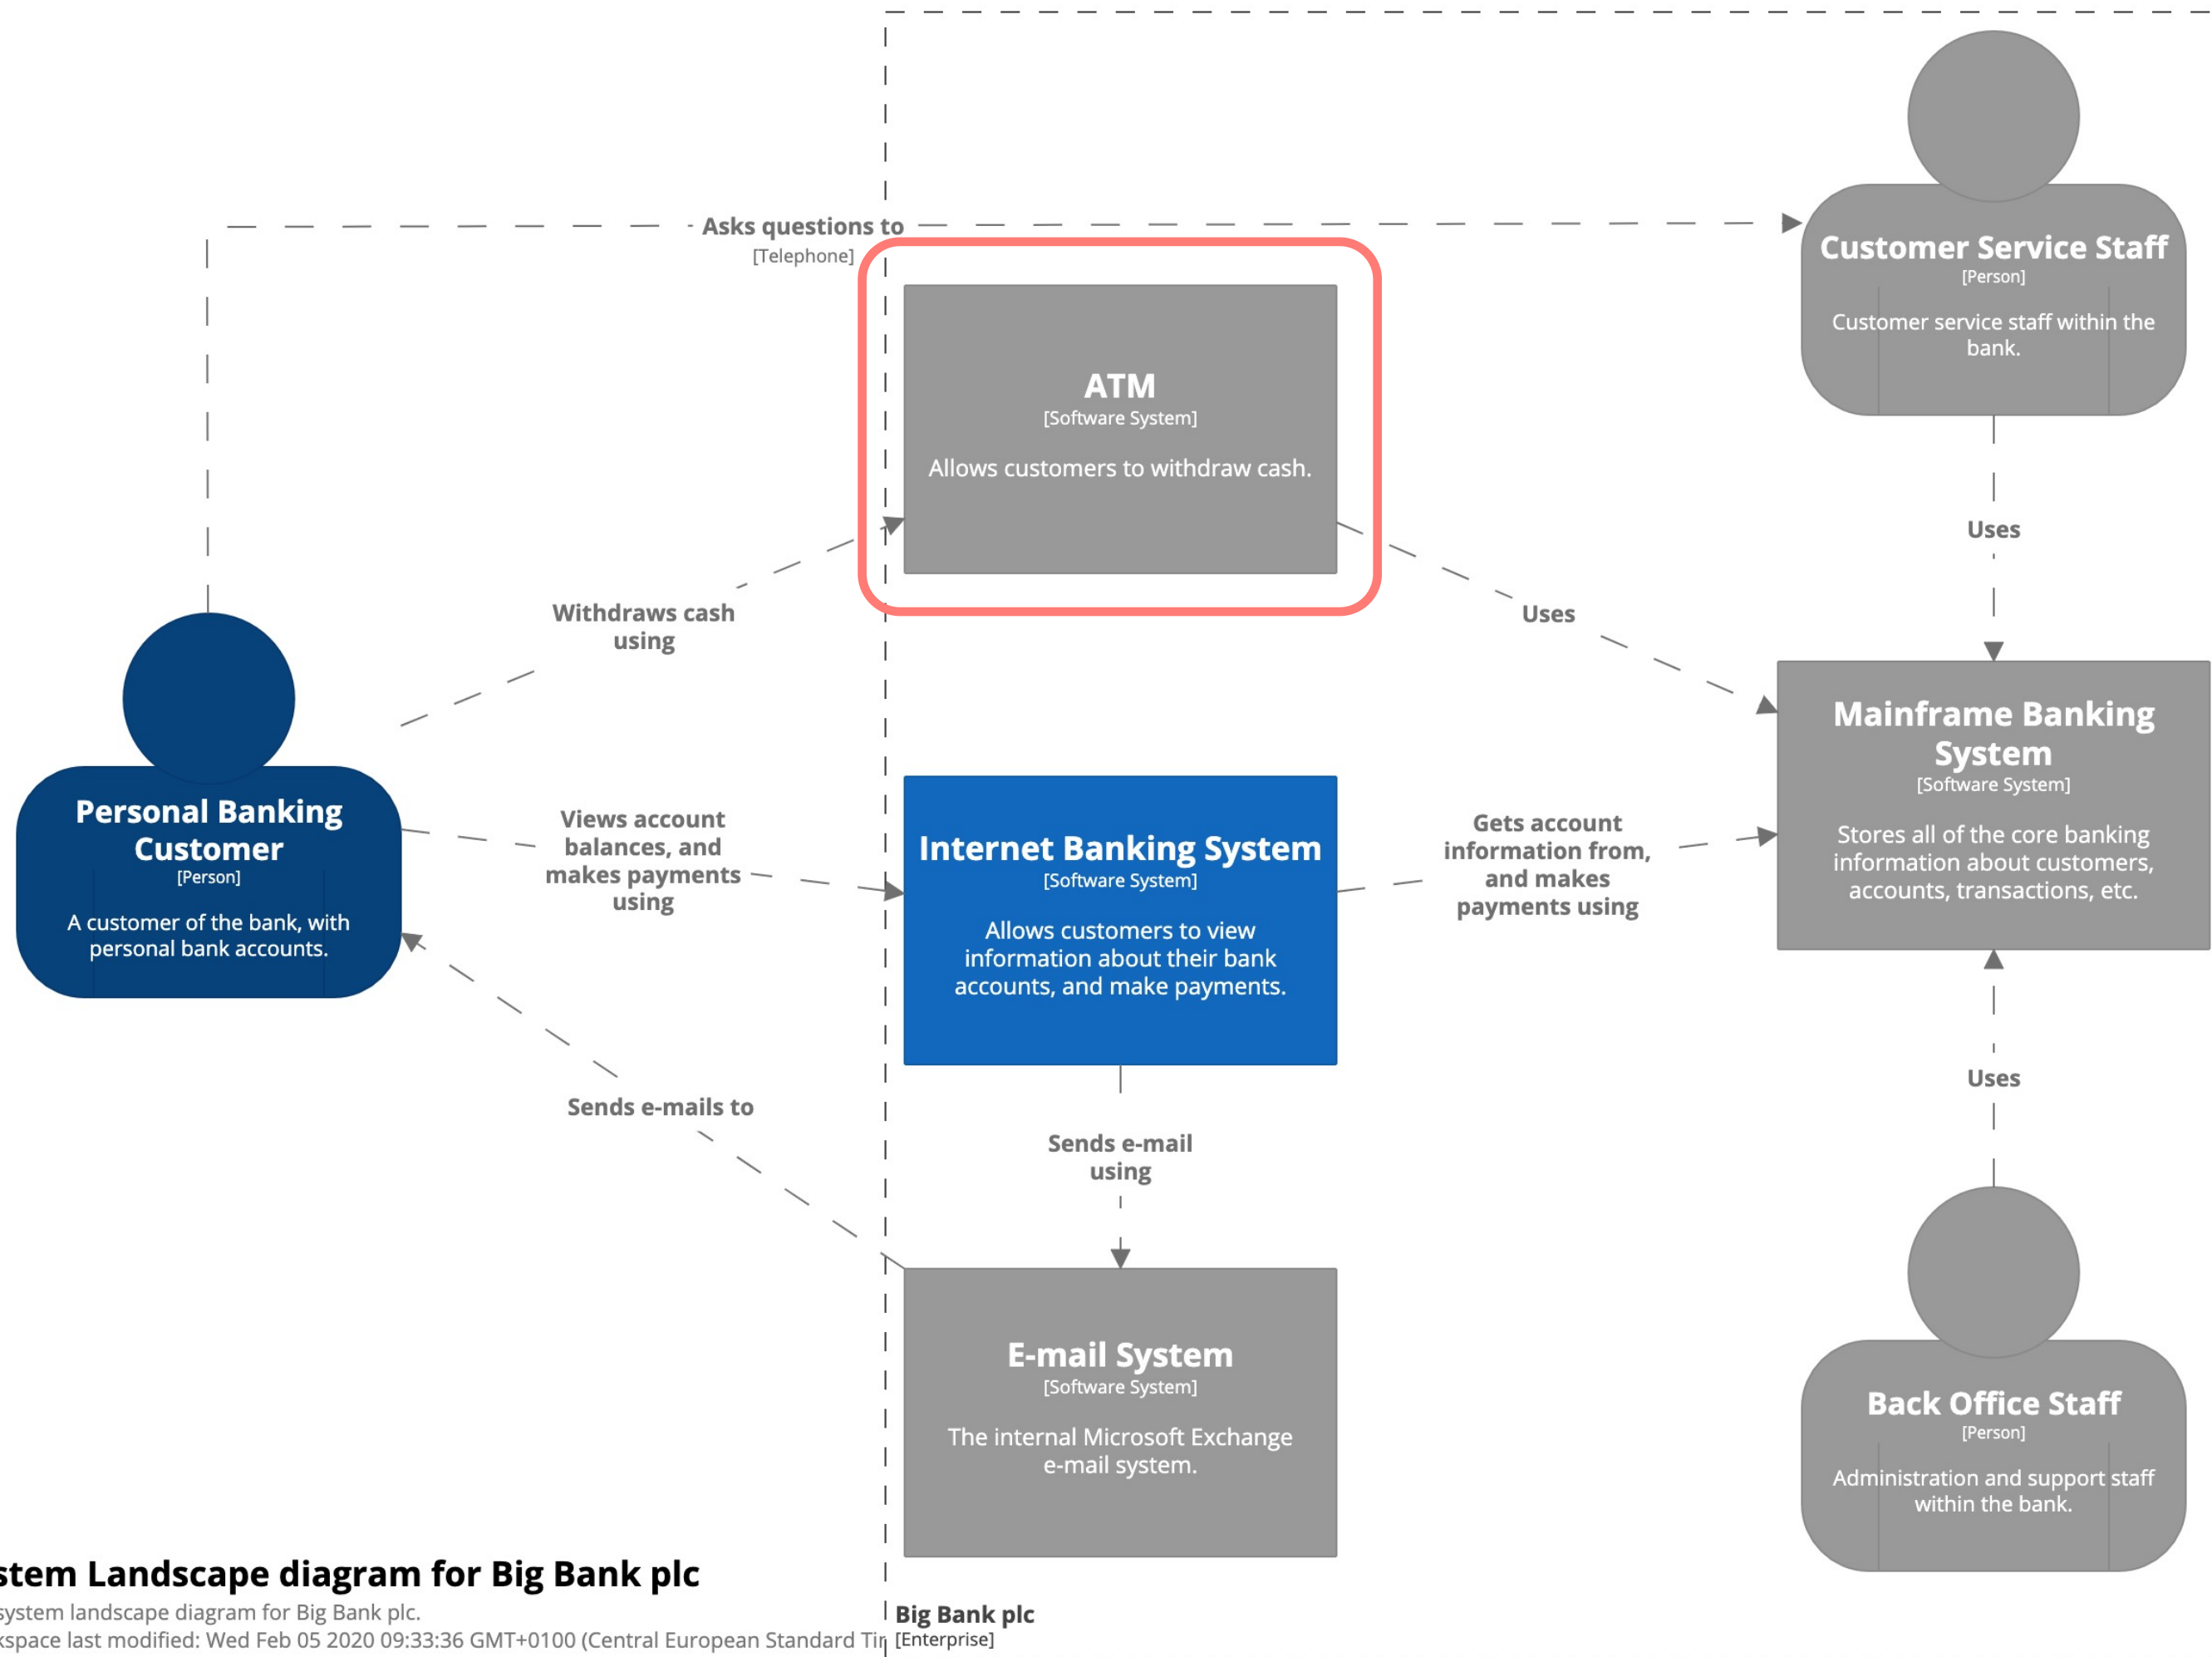 Asks questions to
[Telephone]
Customer Service Staff
[Person]
Customer service staff within the
bank.
ATM
[Software System]
Allows customers to withdraw cash.
Uses
Withdraws cash
using
Uses
Mainframe Banking
System
[Software System]
Stores all of the core banking
information about customers,
accounts, transactions, etc.
Personal Banking
Customer
[Person]
A customer of the bank, with
personal bank accounts.
Views account
balances, and
makes payments
using
Internet Banking System
[Software System]
Allows customers to view
information about their bank
accounts, and make payments.
Gets account
information from,
and makes
payments using
Uses
Sends e-mails to
Sends e-mail
using
E-mail System
[Software System]
The internal Microsoft Exchange
e-mail system.
Back Office Staff
[Person]
Administration and support staff
within the bank.
stem Landscape diagram for Big Bank plc
system landscape diagram for Big Bank plc.
kspace last modified: Wed Feb 05 2020 09:33:36 GMT+0100 (Central European Standard Tir
Big Bank plc
[Enterprise]